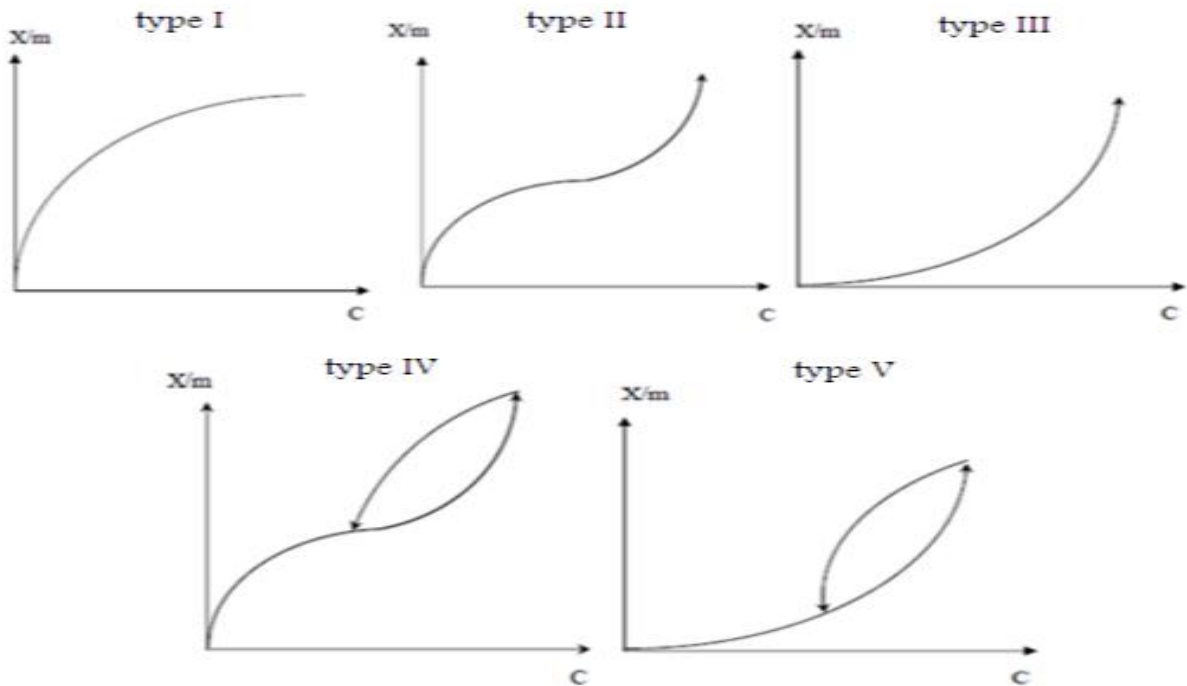 type I
X/m
C
type II
X/m
C
type III
X/m
C
type IV
X/m
C
type V
X/m
C